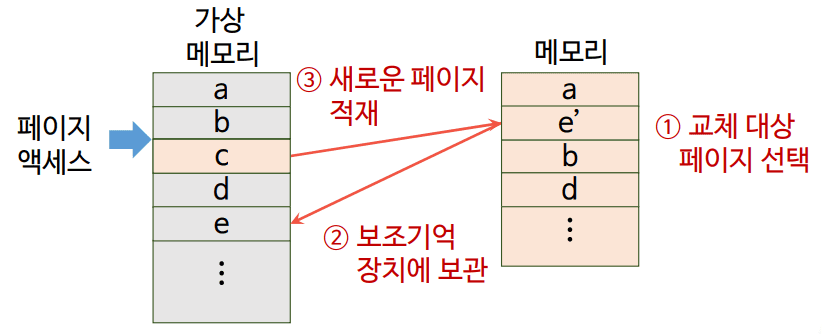 가상
메모리
a
b
c
d
e
⋮
페이지
액세스
③ 새로운 페이지
적재
② 보조기억
장치에 보관
메모리
a
e’
b
d
⋮
① 교체 대상
페이지 선택